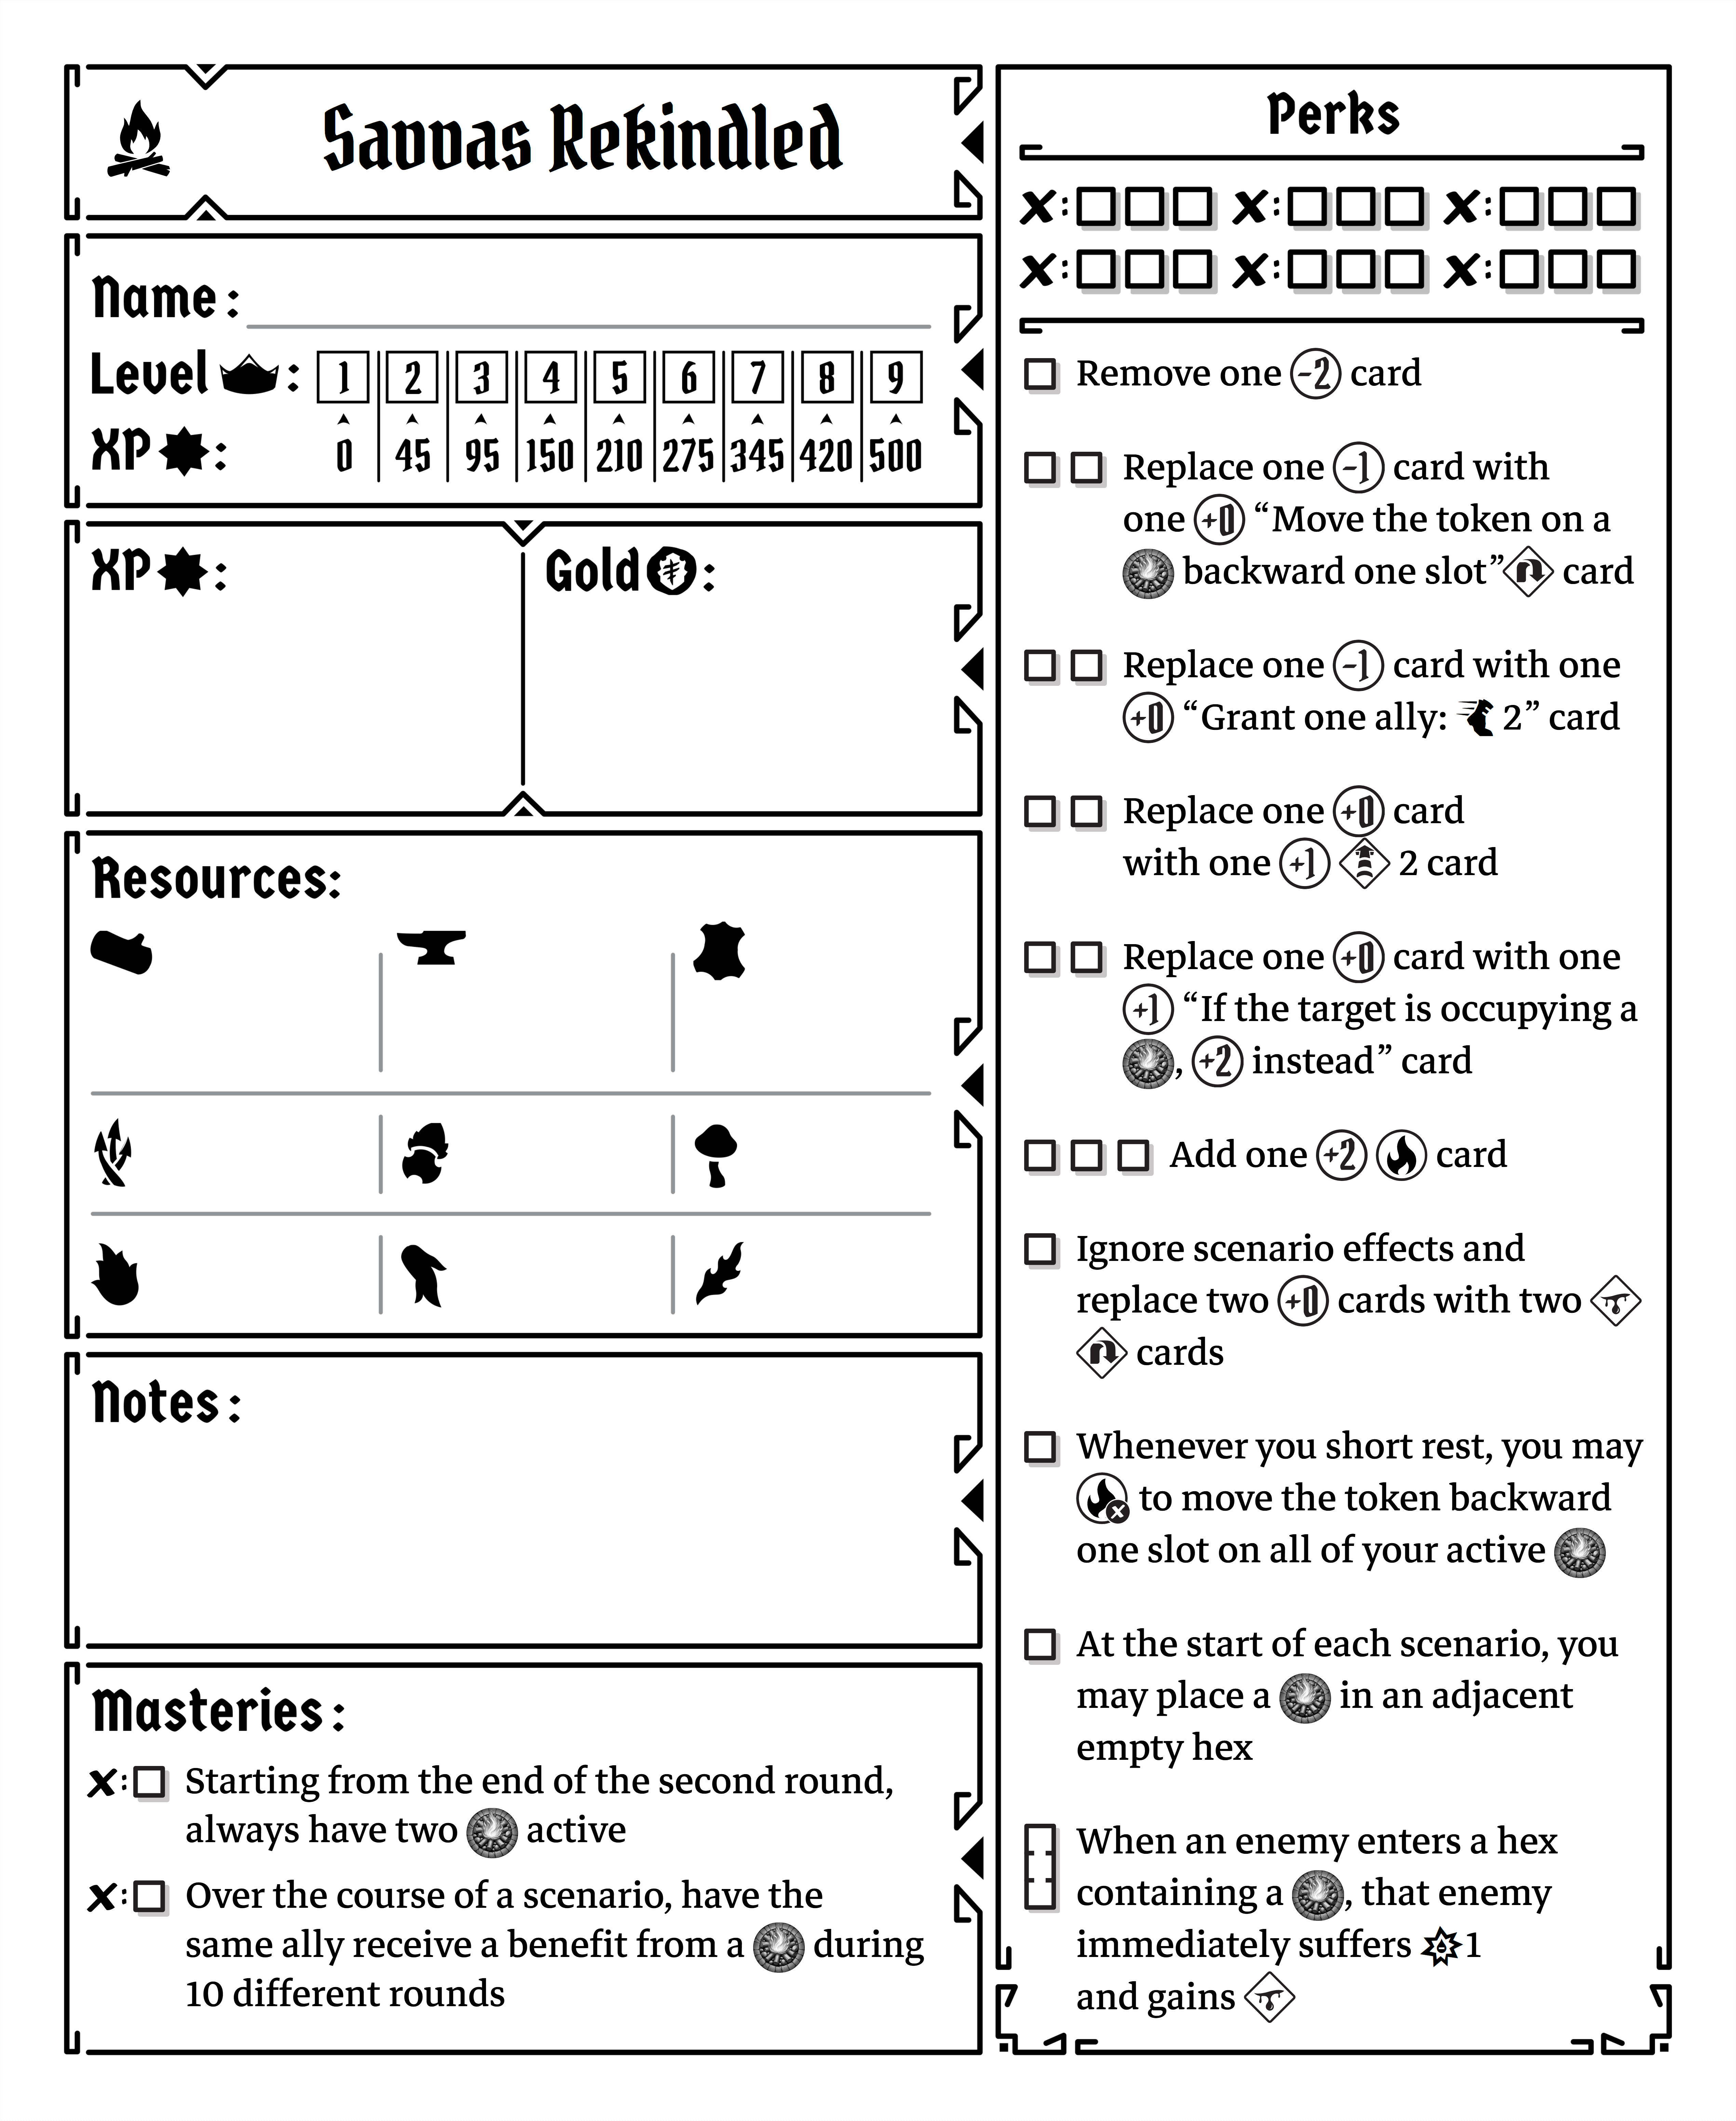 Savvas Rekindled
Name:
Level : 1 2 3 4 5 6 7 8 9
XP : 0 45 95 150 210 275 345 420 500
XP : Gold :
Resources:
Notes:
Masteries:
x: Starting from the end of the second round,
always have two active
x: Over the course of a scenario, have the
same ally receive a benefit from a during
10 different rounds
Perks
x: x: x:
x: x: x:
Remove one -2 card
Replace one -1 card with
one +0 “Move the token on a
backward one slot” card
Replace one -1 card with one
+0 “Grant one ally: 2” card
Replace one +0 card
with one +1 2 card
Replace one +0 card with one
+1 “If the target is occupying a
, +2 instead” card
Add one +2 card
Ignore scenario effects and
replace two +0 cards with two
cards
Whenever you short rest, you may
to move the token backward
one slot on all of your active
At the start of each scenario, you
may place a in an adjacent
empty hex
When an enemy enters a hex
containing a , that enemy
immediately suffers 1
and gains